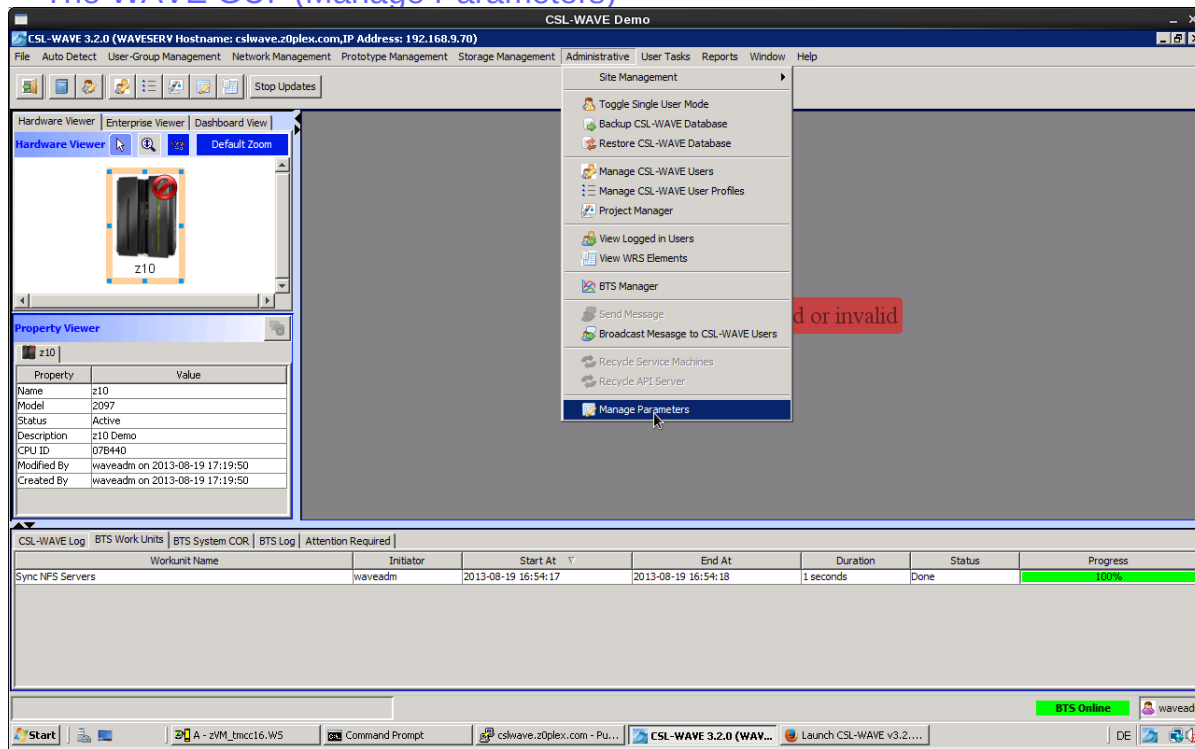 The WAVE GUI (Manage Parameters)
CSL-WAVE Demo
CSL-WAVE 3.2.0 (WAVESERV Hostname: cslwave.z0plex.com,IP Address: 192.168.9.70)
File Auto Detect User-Group Management Network Management Prototype Management Storage Management Administrative User Tasks Reports Window Help
Stop Updates
Site Management
Toggle Single User Mode
Backup CSL-WAVE Database
Restore CSL-WAVE Database
Manage CSL-WAVE Users
Manage CSL-WAVE User Profiles
Project Manager
View Logged in Users
View WRS Elements
BTS Manager
Send Message
Broadcast Mesasge to CSL-WAVE Users
Recycle Service Machines
Recycle API Server
Manage Parameters
d or invalid
Hardware Viewer Enterprise Viewer Dashboard View
Hardware Viewer Default Zoom
z10
Property Viewer
z10
Property Value
Name z10
Model 2097
Status Active
Description z10 Demo
CPU ID 07B440
Modified By waveadm on 2013-08-19 17:19:50
Created By waveadm on 2013-08-19 17:19:50
CSL-WAVE Log BTS Work Units BTS System COR BTS Log Attention Required
Workunit Name Initiator Start At End At Duration Status Progress
Sync NFS Servers waveadm 2013-08-19 16:54:17 2013-08-19 16:54:18 1 seconds Done 100%
BTS Online wavead
Start A - zVM_tmcc16.WS Command Prompt cslwave.z0plex.com - Pu... CSL-WAVE 3.2.0 (WAV... Launch CSL-WAVE v3.2.... DE